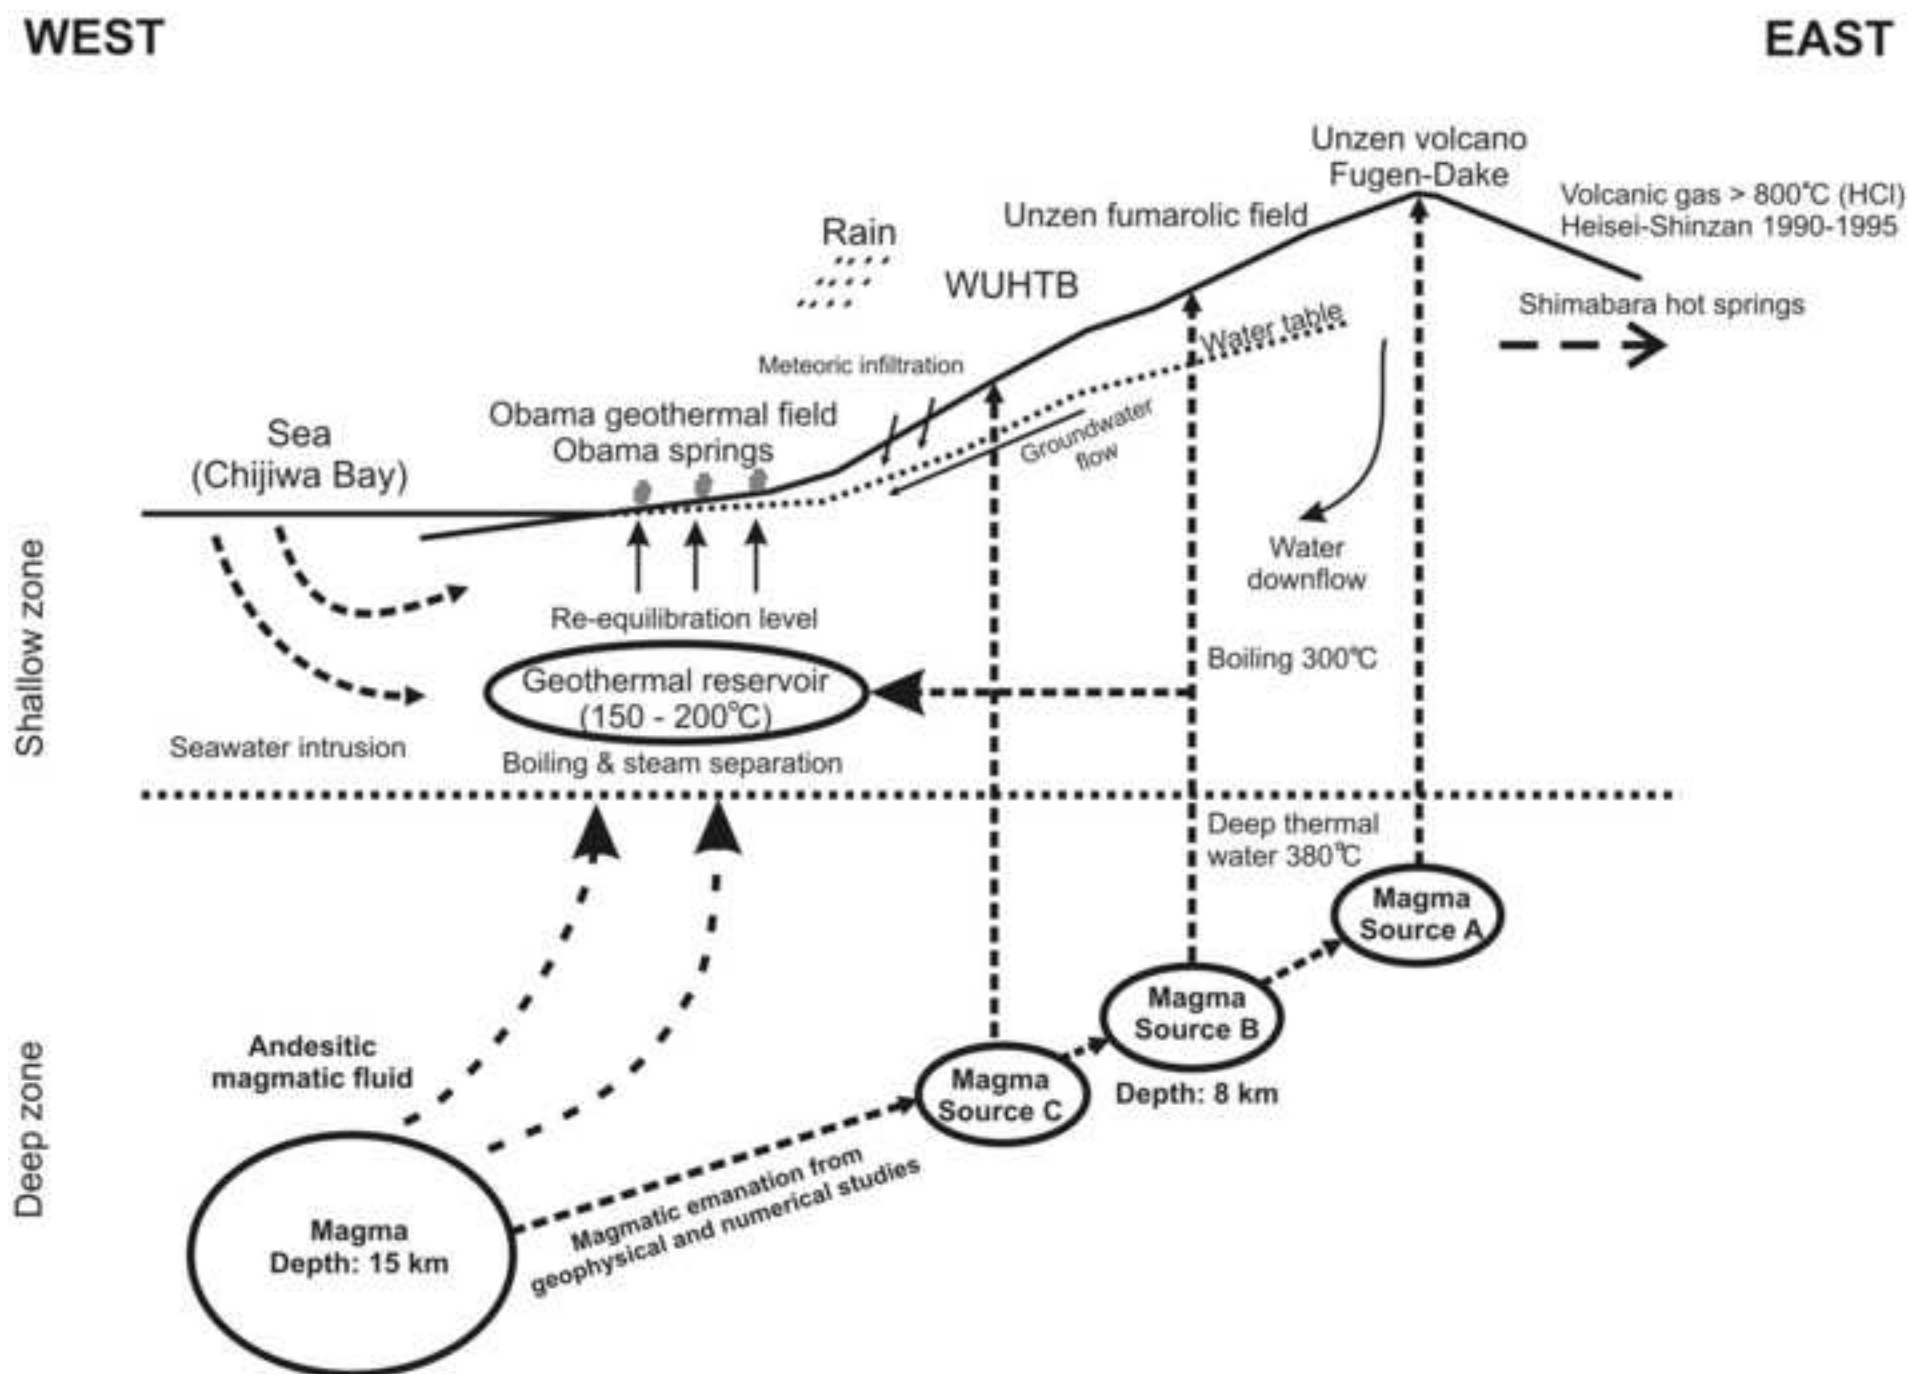 WEST
EAST
Unzen volcano
Fugen-Dake
Volcanic gas > 800°C (HCl)
Heisei-Shinzan 1990-1995
Unzen fumarolic field
Rain
WUHTB
Shimabara hot springs
Water table
Meteoric infiltration
Obama geothermal field
Obama springs
Sea
(Chijiwa Bay)
Groundwater
flow
Water
downflow
Shallow zone
Re-equilibration level
Boiling 300°C
Geothermal reservoir
(150 - 200°C)
Seawater intrusion
Boiling & steam separation
Deep thermal
water 380°C
Magma
Source A
Magma
Source B
Depth: 8 km
Magma
Source C
Andesitic
magmatic fluid
Deep zone
Magmatic emanation from
geophysical and numerical studies
Magma
Depth: 15 km